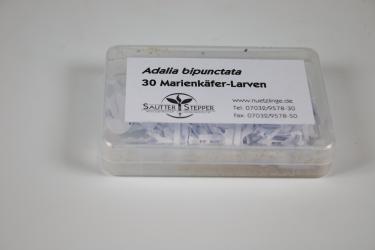 Adalia bipunctata
30 Marienkäfer-Larven
SAUTTER STEPPER
www.nuetzlinge.de
Tel. 07032/9578-30
Fax. 07032/9578-50